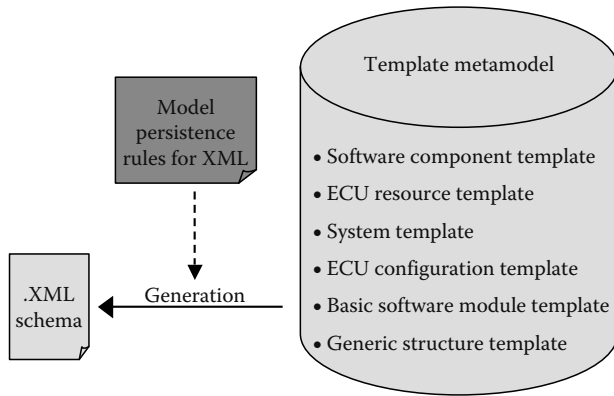 Template metamodel
Model
persistence
rules for XML
• Software component template
• ECU resource template
• System template
• ECU configuration template
• Basic software module template
• Generic structure template
Generation
.XML
schema